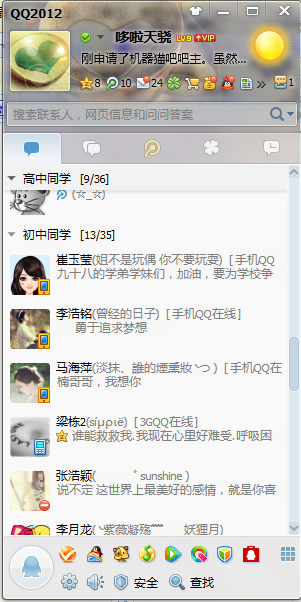 QQ2012
哆啦天骁 LV5 VIP
刚申请了机器猫吧吧主。虽然...
8 10 24 1
搜索联系人，网页信息和问问答案
高中同学 [9/36]
(☆_☆)
初中同学 [13/35]
崔玉莹(姐不是玩偶 你不要玩耍) [手机QQ
九十八的学弟学妹们，加油，要为学校争
李浩铭(曾经的日子) [手机QQ在线]
勇于追求梦想
马海萍(淡抹、誰的煙熏妝丶つ) [手机QQ在
楠哥哥，我想你
梁栋2(síμριё) [3GQQ在线]
谁能救救我.我现在心里好难受.呼吸困
张浩颖( ° sunshine )
说不定 这世界上最美好的感情，就是你喜
李月龙(丶紫薇凝殇 妖狸月)
安全 查找